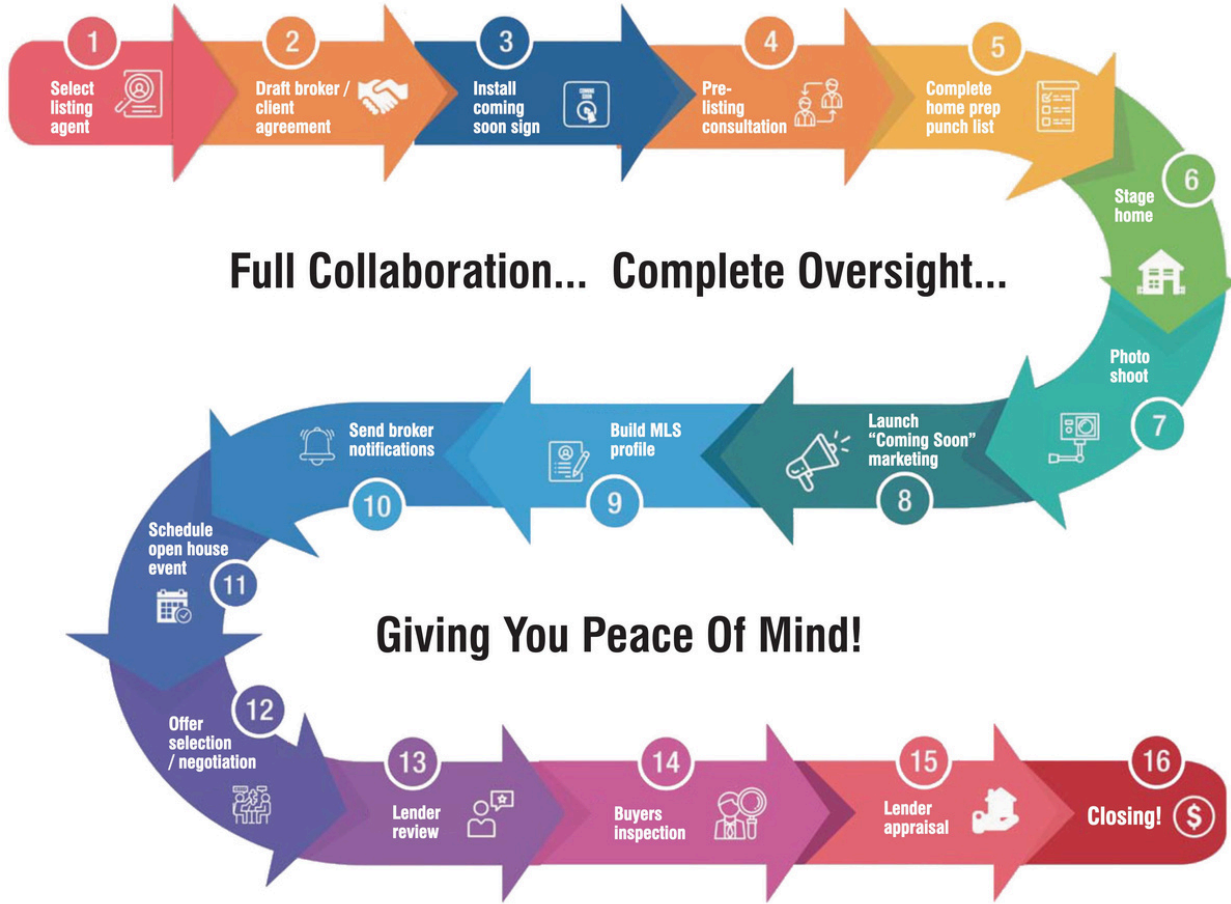 1
Select
listing
agent
2
Draft broker /
client
agreement
3
Install
coming
soon sign
COMING
SOON
4
Pre-
listing
consultation
5
Complete
home prep
punch list
6
Stage
home
Full Collaboration... Complete Oversight...
Photo
shoot
7
Launch
“Coming Soon”
marketing
8
Build MLS
profile
9
Send broker
notifications
10
Schedule
open house
event
11
Giving You Peace Of Mind!
12
Offer
selection
/ negotiation
13
Lender
review
14
Buyers
inspection
15
Lender
appraisal
16
Closing!
$